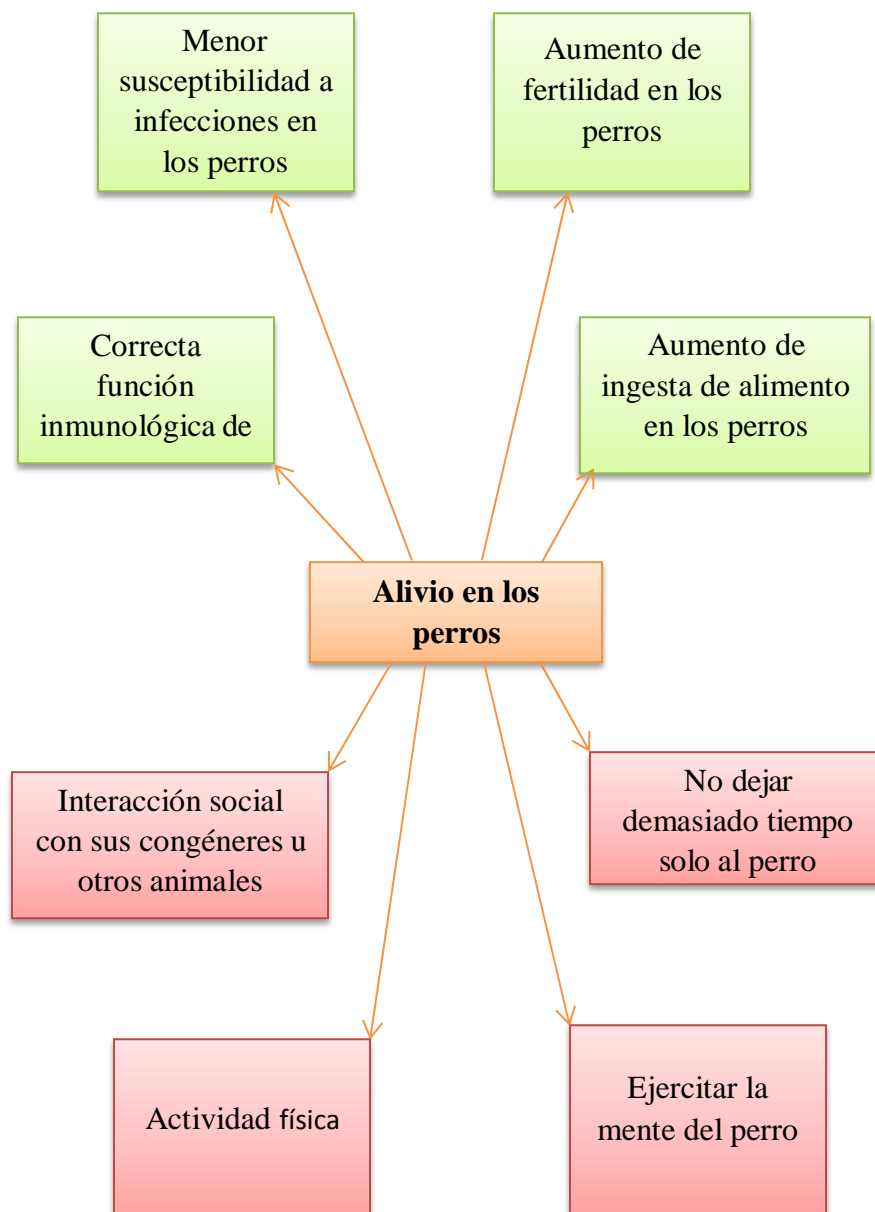 Menor
susceptibilidad a
infecciones en
los perros
Aumento de
fertilidad en los
perros
Correcta
función
inmunológica de
Aumento de
ingesta de alimento
en los perros
Alivio en los
perros
Interacción social
con sus congéneres u
otros animales
No dejar
demasiado tiempo
solo al perro
Actividad física
Ejercitar la
mente del perro